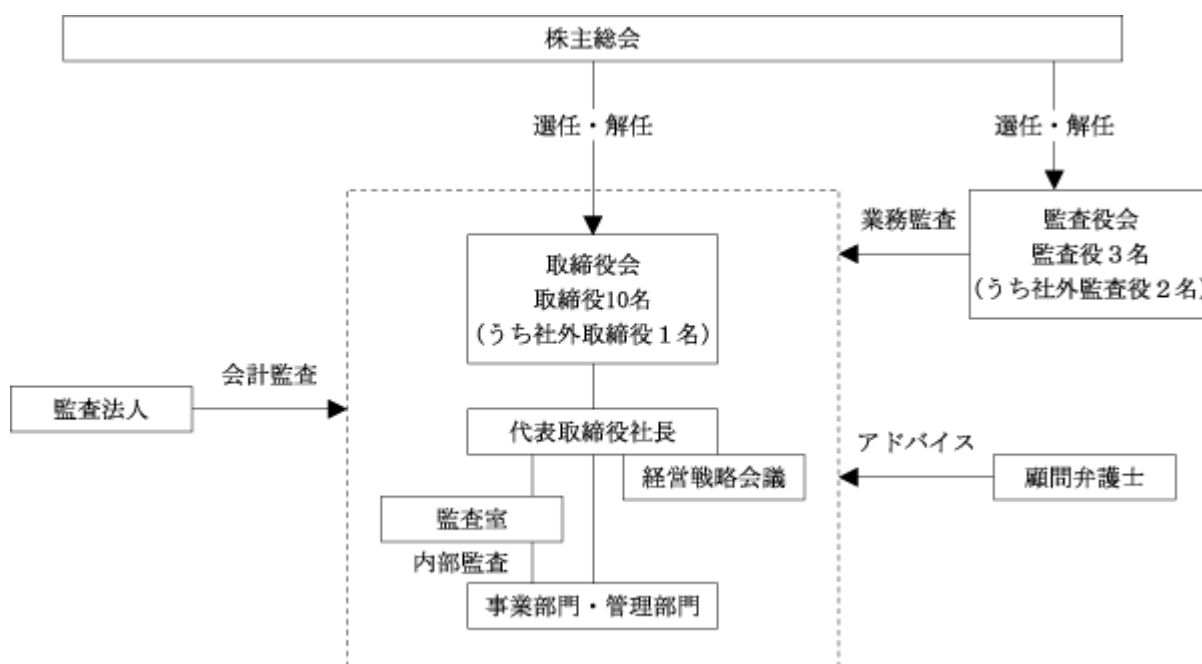 株主総会
選任・解任
選任・解任
業務監査
監査役会
監査役3名
(うち社外監査役2名)
取締役会
取締役10名
(うち社外取締役1名)
会計監査
監査法人
代表取締役社長
経営戦略会議
アドバイス
顧問弁護士
監査室
内部監査
事業部門・管理部門